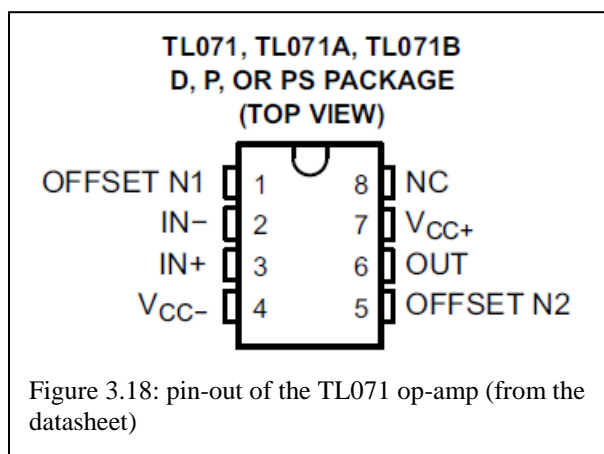 TL071, TL071A, TL071B
D, P, OR PS PACKAGE
(TOP VIEW)
OFFSET N1 1 8 NC
IN− 2 7 VCC+
IN+ 3 6 OUT
VCC− 4 5 OFFSET N2
Figure 3.18: pin-out of the TL071 op-amp (from the
datasheet)